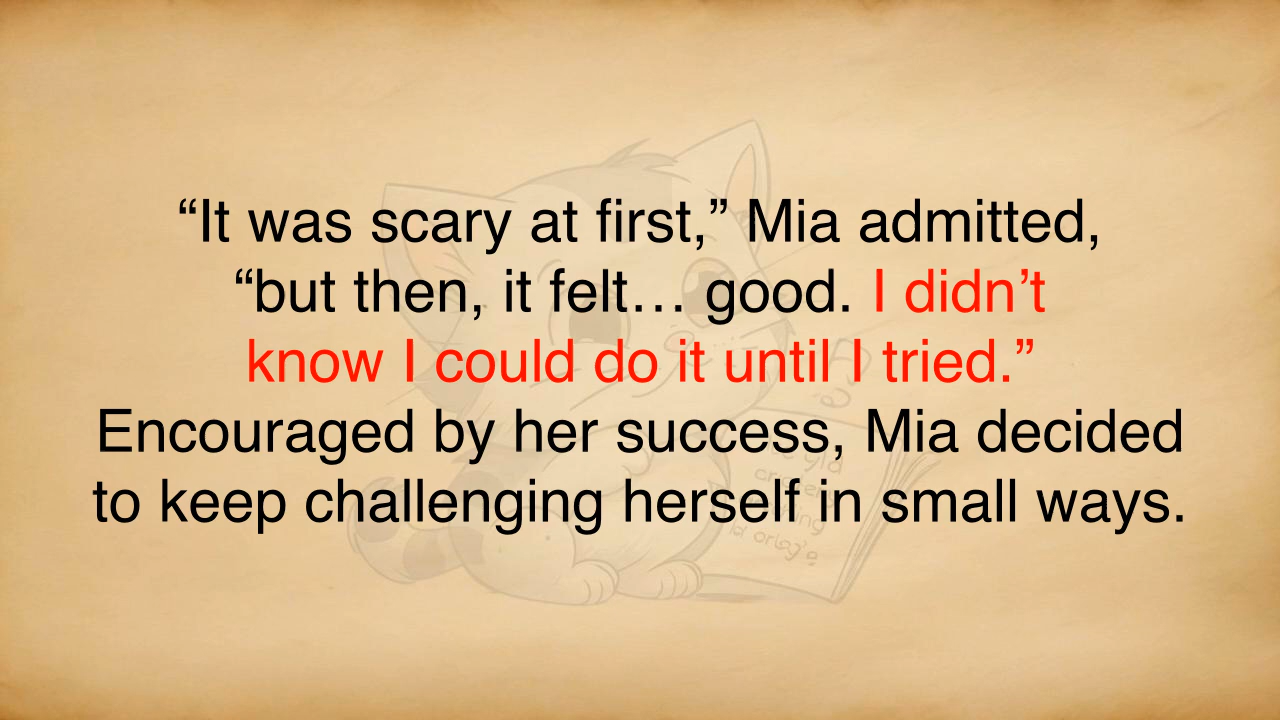 “It was scary at first,” Mia admitted,
“but then, it felt… good. I didn’t
know I could do it until I tried.”
Encouraged by her success, Mia decided
to keep challenging herself in small ways.